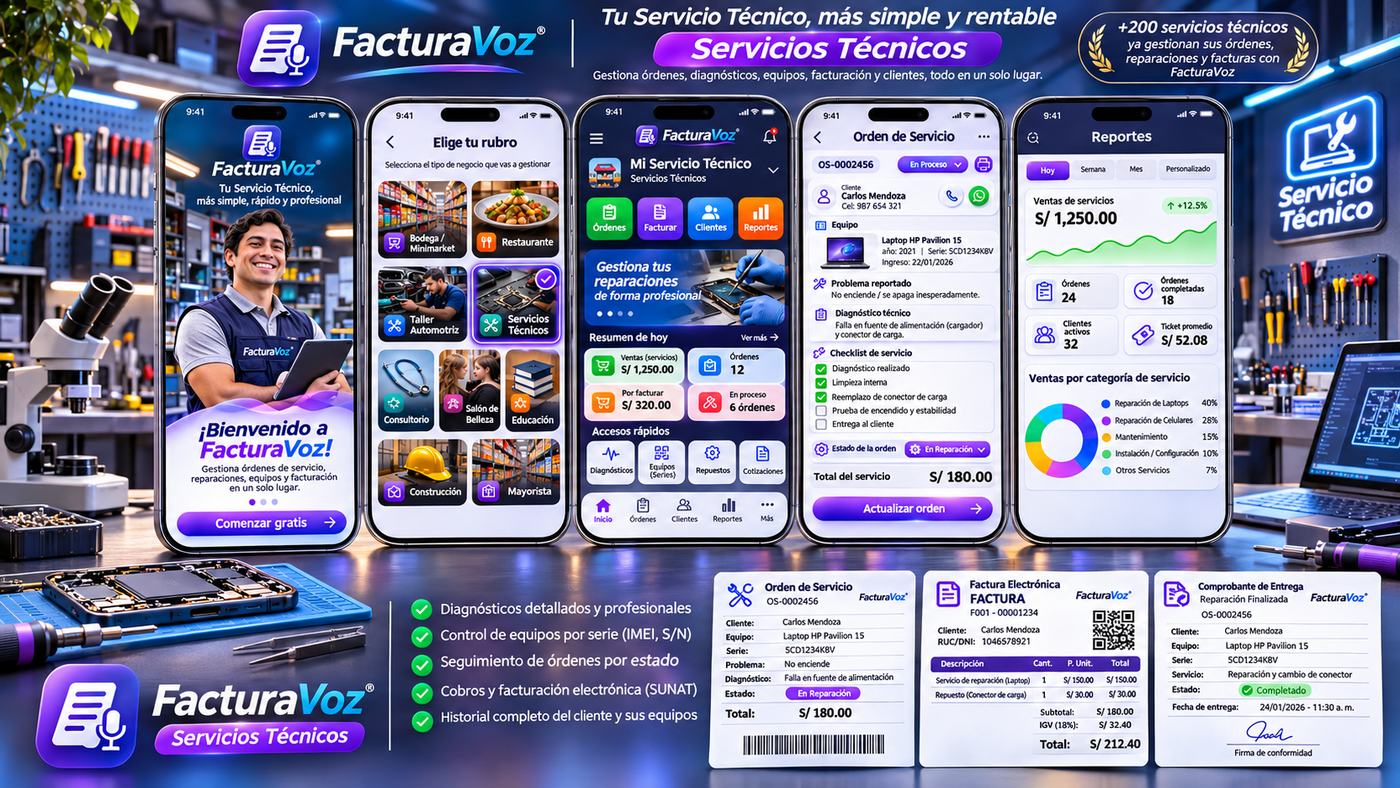 FacturaVoz®
Tu Servicio Técnico, más simple y rentable
Servicios Técnicos
Gestiona órdenes, diagnósticos, equipos, facturación y clientes, todo en un solo lugar.
+200 servicios técnicos
ya gestionan sus órdenes,
reparaciones y facturas con
FacturaVoz
Servicio
Técnico
9:41
FacturaVoz®
Tu Servicio Técnico,
más simple, rápido y profesional
FacturaVoz®
¡Bienvenido a
FacturaVoz!
Gestiona órdenes de servicio,
reparaciones, equipos y facturación
en un solo lugar.
Comenzar gratis
9:41
Elige tu rubro
Selecciona el tipo de negocio que vas a gestionar
Bodega /
Minimarket
Restaurante
Taller
Automotriz
Servicios
Técnicos
Consultorio
Salón de
Belleza
Educación
Construcción
Mayorista
9:41
FacturaVoz®
Mi Servicio Técnico
Servicios Técnicos
Órdenes
Facturar
Clientes
Reportes
Gestiona tus
reparaciones
de forma profesional
Resumen de hoy
Ver más →
Ventas (servicios)
S/ 1,250.00
Órdenes
12
Por facturar
S/ 320.00
En proceso
6 órdenes
Accesos rápidos
Diagnósticos
Equipos
(Series)
Repuestos
Cotizaciones
Inicio
Órdenes
Clientes
Reportes
Más
9:41
Orden de Servicio
OS-0002456
En Proceso
Cliente
Carlos Mendoza
Cel: 987 654 321
Equipo
Laptop HP Pavilion 15
año: 2021 | Serie: 5CD1234K8V
Ingreso: 22/01/2026
Problema reportado
No enciende / se apaga inesperadamente.
Diagnóstico técnico
Falla en fuente de alimentación (cargador)
y conector de carga.
Checklist de servicio
Diagnóstico realizado
Limpieza interna
Reemplazo de conector de carga
Prueba de encendido y estabilidad
Entrega al cliente
Estado de la orden
En Reparación
Total del servicio
S/ 180.00
Actualizar orden
9:41
Reportes
Hoy
Semana
Mes
Personalizado
Ventas de servicios
S/ 1,250.00
↑ +12.5%
Órdenes
24
Órdenes
completadas
18
Clientes
activos
32
Ticket promedio
S/ 52.08
Ventas por categoría de servicio
Reparación de Laptops 40%
Reparación de Celulares 28%
Mantenimiento 15%
Instalación / Configuración 10%
Otros Servicios 7%
FacturaVoz®
Servicios Técnicos
Diagnósticos detallados y profesionales
Control de equipos por serie (IMEI, S/N)
Seguimiento de órdenes por estado
Cobros y facturación electrónica (SUNAT)
Historial completo del cliente y sus equipos
Orden de Servicio
OS-0002456
FacturaVoz®
Cliente: Carlos Mendoza
Equipo: Laptop HP Pavilion 15
Serie: 5CD1234K8V
Problema: No enciende
Diagnóstico: Falla en fuente de alimentación
Estado: En Reparación
Total: S/ 180.00
Factura Electrónica
FACTURA
F001 - 00001234
FacturaVoz®
Cliente: Carlos Mendoza
RUC/DNI: 1046578921
Descripción Cant. P. Unit. Total
Servicio de reparación (Laptop) 1 S/ 150.00 S/ 150.00
Repuesto (Conector de carga) 1 S/ 30.00 S/ 30.00
Subtotal: S/ 180.00
IGV (18%): S/ 32.40
Total: S/ 212.40
Comprobante de Entrega
Reparación Finalizada
OS-0002456
FacturaVoz®
Cliente: Carlos Mendoza
Equipo: Laptop HP Pavilion 15
Serie: 5CD1234K8V
Servicio: Reparación y cambio de conector
Estado: Completado
Fecha de entrega: 24/01/2026 - 11:30 a. m.
Firma de conformidad